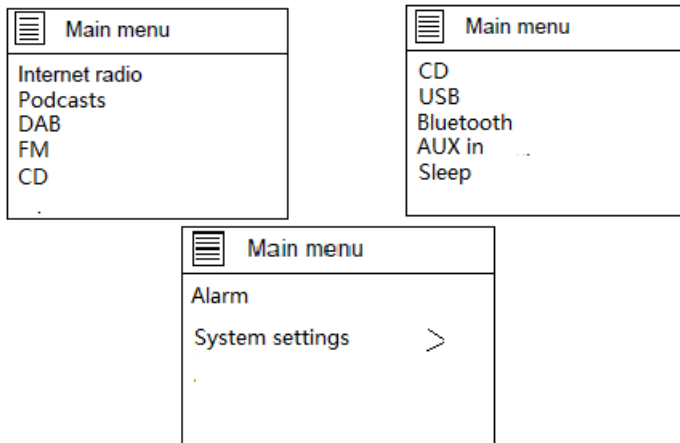 Main menu
Internet radio
Podcasts
DAB
FM
CD
Main menu
CD
USB
Bluetooth
AUX in
Sleep
Main menu
Alarm
System settings >